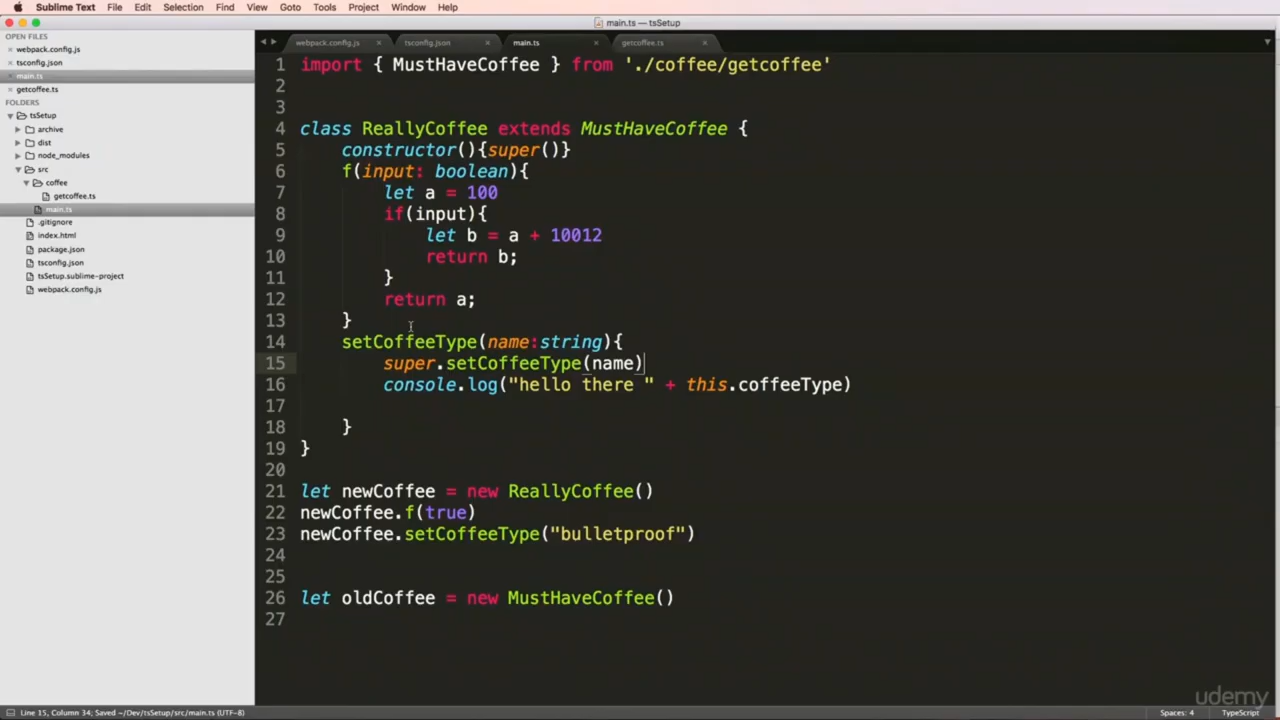 Sublime Text File Edit Selection Find View Goto Tools Project Window Help
main.ts — tsSetup
OPEN FILES
webpack.config.js
tsconfig.json
main.ts
getcoffee.ts
FOLDERS
tsSetup
archive
dist
node_modules
src
coffee
getcoffee.ts
main.ts
.gitignore
index.html
package.json
tsconfig.json
tsSetup.sublime-project
webpack.config.js
webpack.config.js × tsconfig.json × main.ts × getcoffee.ts ×
1 import { MustHaveCoffee } from './coffee/getcoffee'
2
3
4 class ReallyCoffee extends MustHaveCoffee {
5 constructor(){super()}
6 f(input: boolean){
7 let a = 100
8 if(input){
9 let b = a + 10012
10 return b;
11 }
12 return a;
13 }
14 setCoffeeType(name:string){
15 super.setCoffeeType(name)
16 console.log("hello there " + this.coffeeType)
17
18 }
19 }
20
21 let newCoffee = new ReallyCoffee()
22 newCoffee.f(true)
23 newCoffee.setCoffeeType("bulletproof")
24
25
26 let oldCoffee = new MustHaveCoffee()
27
udemy
Line 15, Column 34; Saved ~/Dev/tsSetup/src/main.ts (UTF-8) Spaces: 4 TypeScript